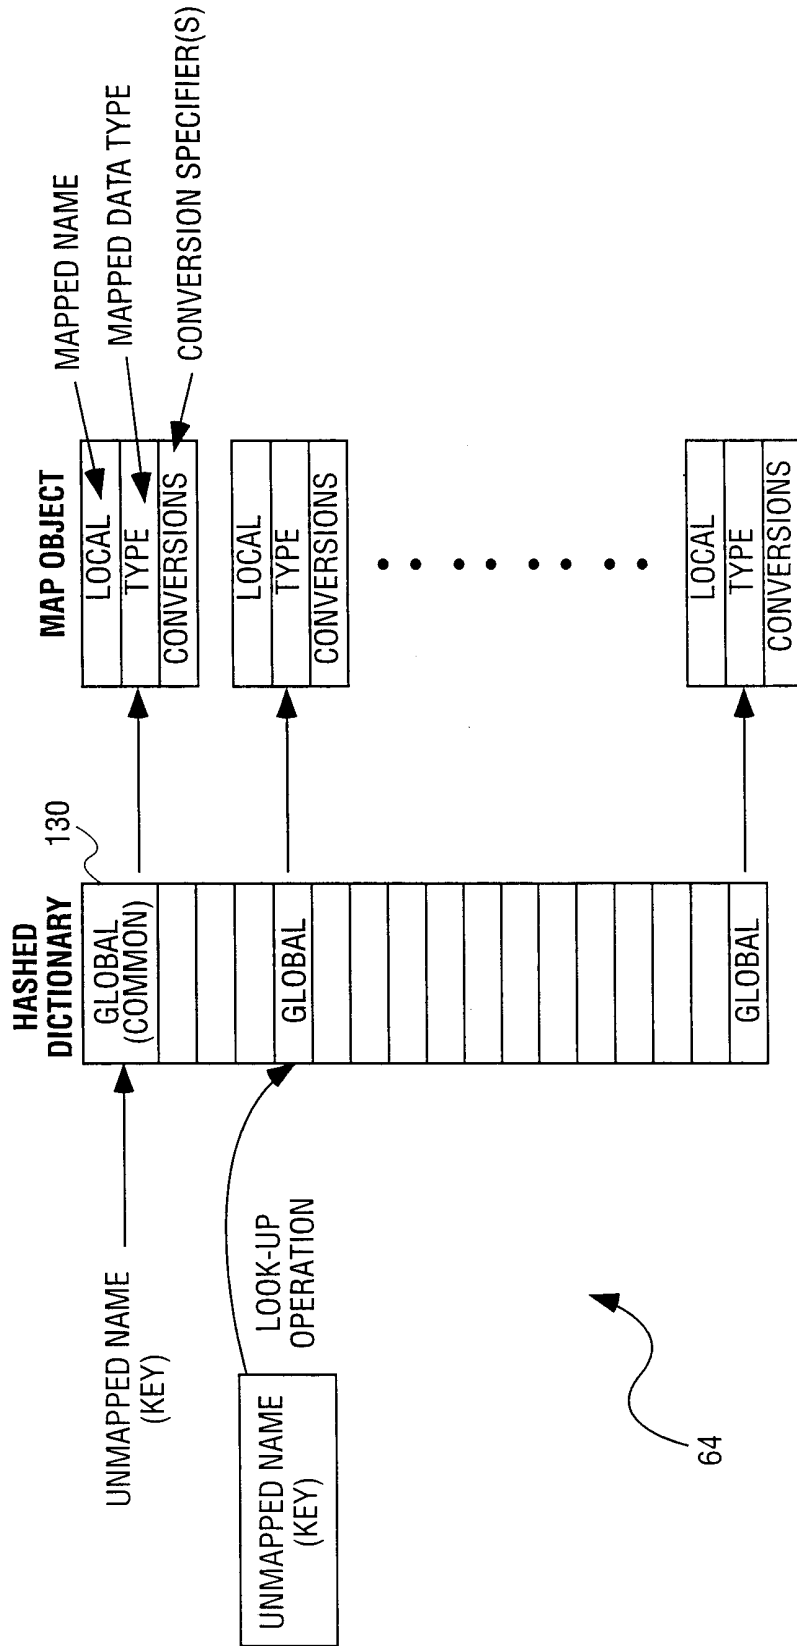 HASHED
DICTIONARY
MAP OBJECT
130
UNMAPPED NAME
(KEY)
GLOBAL
(COMMON)
LOCAL
TYPE
CONVERSIONS
MAPPED NAME
MAPPED DATA TYPE
CONVERSION SPECIFIER(S)
UNMAPPED NAME
(KEY)
LOOK-UP
OPERATION
GLOBAL
LOCAL
TYPE
CONVERSIONS
GLOBAL
LOCAL
TYPE
CONVERSIONS
64